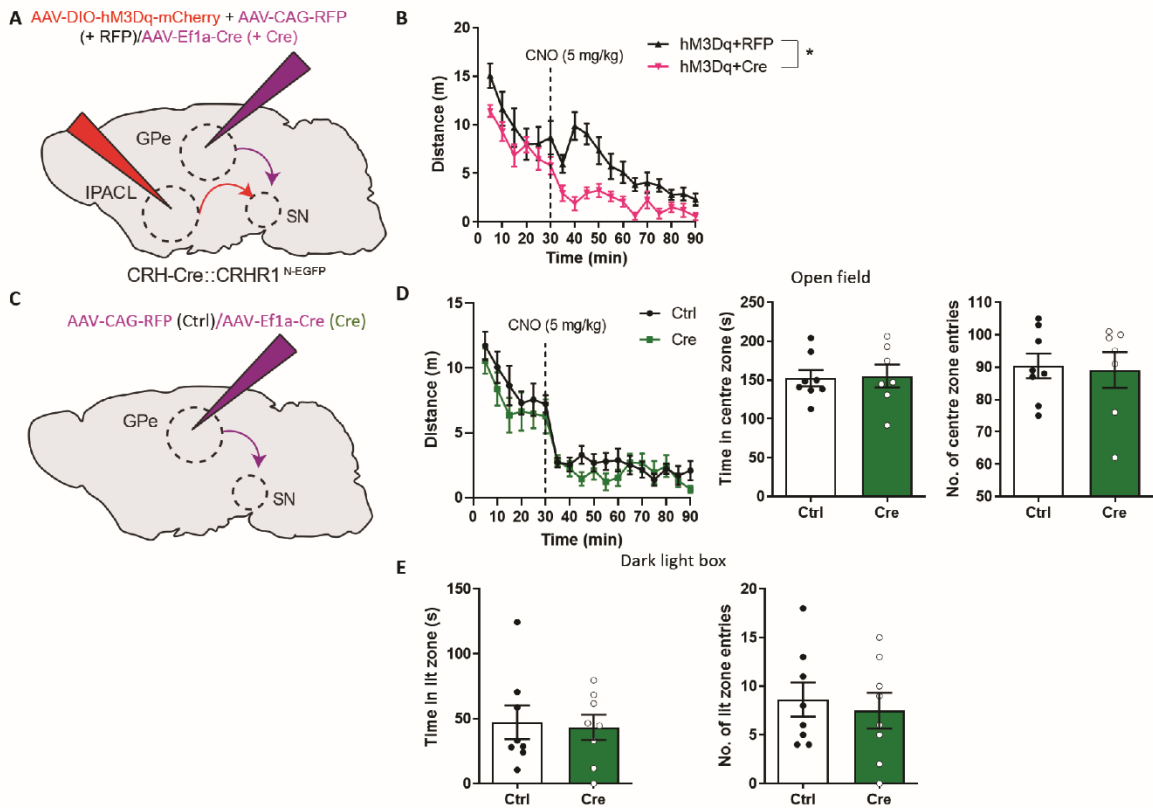 A
AAV-DIO-hM3Dq-mCherry + AAV-CAG-RFP
(+ RFP)/AAV-Ef1a-Cre (+ Cre)
GPe
IPACL
SN
CRH-Cre::CRHR1 N-EGFP
B
CNO (5 mg/kg)
hM3Dq+RFP
hM3Dq+Cre
*
Distance (m)
20
15
10
5
0
0 10 20 30 40 50 60 70 80 90
Time (min)
C
AAV-CAG-RFP (Ctrl)/AAV-Ef1a-Cre (Cre)
GPe
SN
D
Open field
CNO (5 mg/kg)
Ctrl
Cre
Distance (m)
15
10
5
0
0 10 20 30 40 50 60 70 80 90
Time (min)
Time in centre zone (s)
250
200
150
100
50
0
Ctrl Cre
No. of centre zone entries
110
100
90
80
70
60
50
Ctrl Cre
E
Dark light box
Time in lit zone (s)
150
100
50
0
Ctrl Cre
No. of lit zone entries
20
15
10
5
0
Ctrl Cre